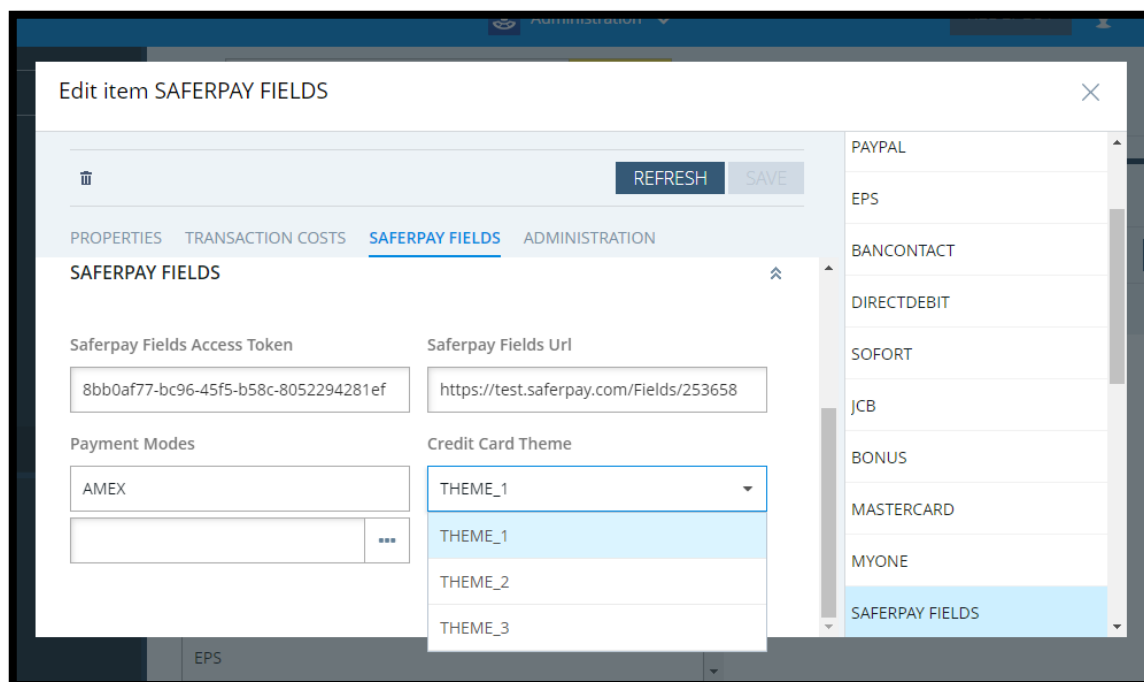 Administration
Edit item SAFERPAY FIELDS
REFRESH SAVE
PROPERTIES TRANSACTION COSTS SAFERPAY FIELDS ADMINISTRATION
SAFERPAY FIELDS
Saferpay Fields Access Token
8bb0af77-bc96-45f5-b58c-8052294281ef
Saferpay Fields Url
https://test.saferpay.com/Fields/253658
Payment Modes
AMEX
•••
Credit Card Theme
THEME_1
THEME_1
THEME_2
THEME_3
PAYPAL
EPS
BANCONTACT
DIRECTDEBIT
SOFORT
JCB
BONUS
MASTERCARD
MYONE
SAFERPAY FIELDS
EPS